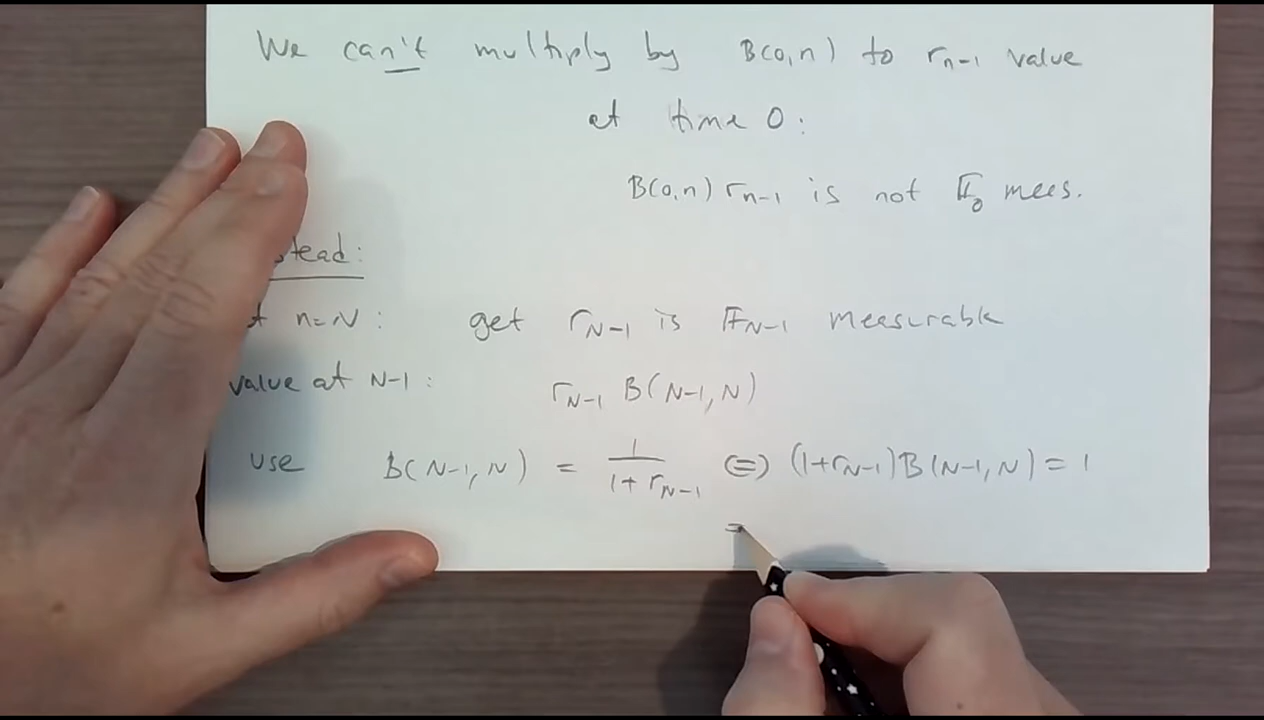 We can't multiply by B(0,n) to r_{n-1} value
at time 0:
B(0,n) r_{n-1} is not F_0 mees.
stead:
n=N: get r_{N-1} is F_{N-1} measurable
value at N-1: r_{N-1} B(N-1,N)
use B(N-1,N) = \frac{1}{1+r_{N-1}} ⇔ (1+r_{N-1})B(N-1,N)=1
=